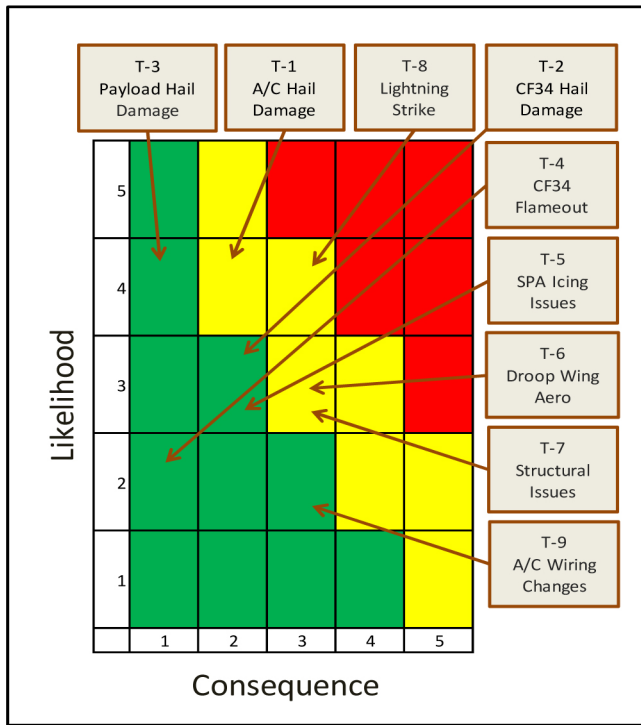 T-3
Payload Hail
Damage
T-1
A/C Hail
Damage
T-8
Lightning
Strike
T-2
CF34 Hail
Damage
T-4
CF34
Flameout
T-5
SPA Icing
Issues
T-6
Droop Wing
Aero
T-7
Structural
Issues
T-9
A/C Wiring
Changes
Likelihood
5
4
3
2
1
1 2 3 4 5
Consequence